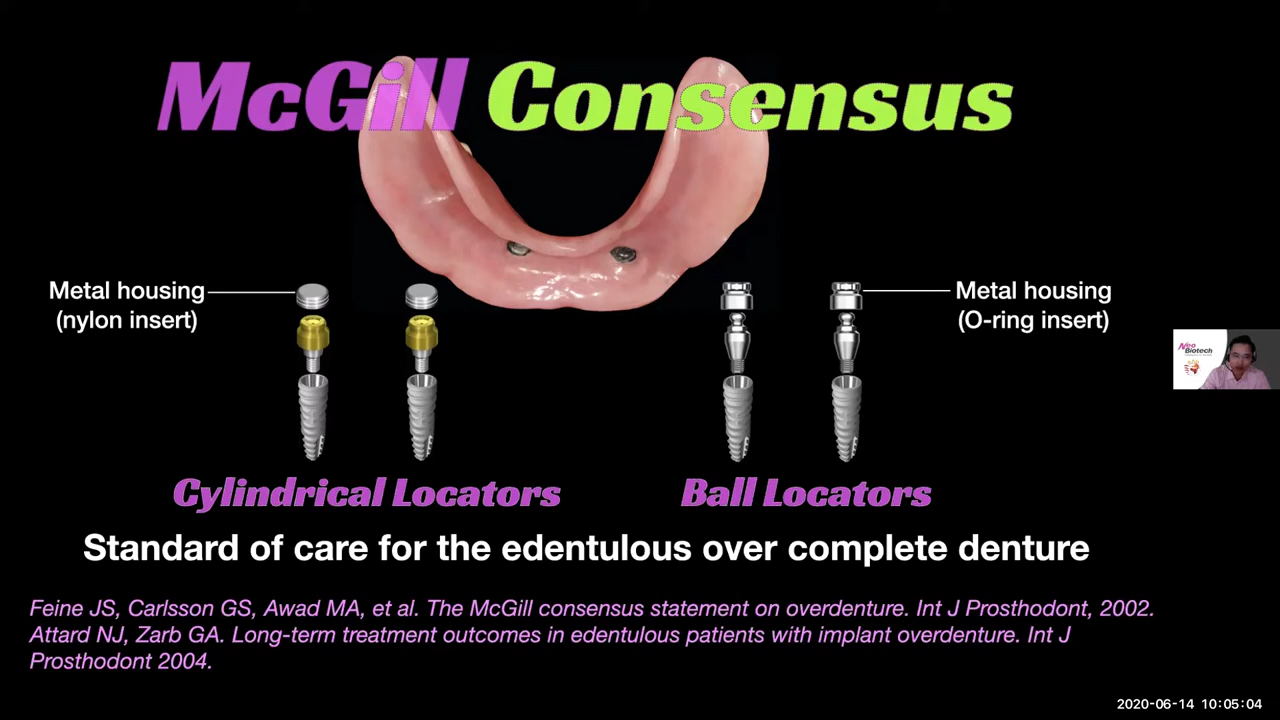 McGill Consensus
Metal housing
(nylon insert)
Metal housing
(O-ring insert)
Neo
Biotech
Cylindrical Locators
Ball Locators
Standard of care for the edentulous over complete denture
Feine JS, Carlsson GS, Awad MA, et al. The McGill consensus statement on overdenture. Int J Prosthodont, 2002.
Attard NJ, Zarb GA. Long-term treatment outcomes in edentulous patients with implant overdenture. Int J
Prosthodont 2004.
2020-06-14 10:05:04